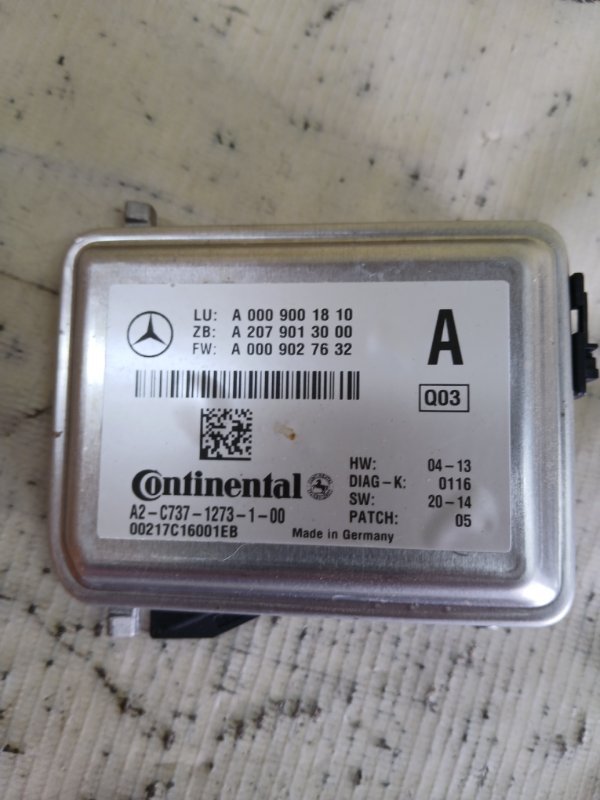 LU: A 000 900 18 10
ZB: A 207 901 30 00
FW: A 000 902 76 32
A
Q03
Continental
HW: 04-13
DIAG-K: 0116
SW: 20-14
PATCH: 05
A2-C737-1273-1-00
00217C16001EB
Made in Germany